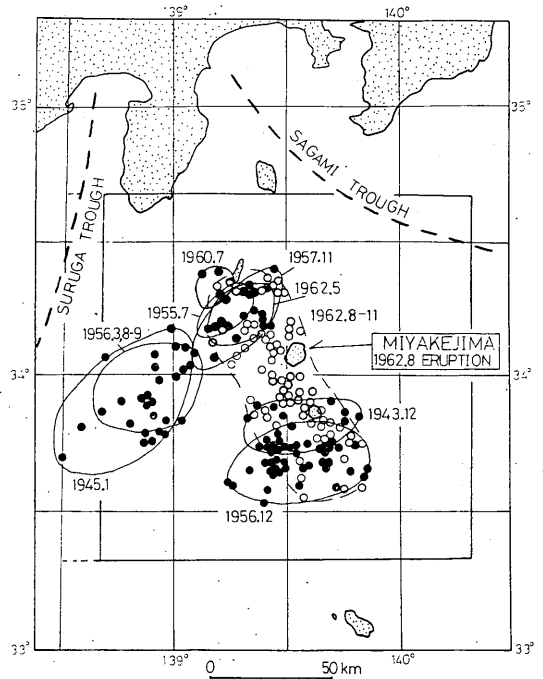 139° 140°
35° 35°
SAGAMI TROUGH
SURUGA TROUGH
1960.7 1957.11
1962.5
1955.7
1962.8-11
1956.3.8-9
MIYAKEJIMA
1962.8 ERUPTION
34° 34°
1943.12
1945.1
1956.12
33° 33°
139° 140°
0 50 km